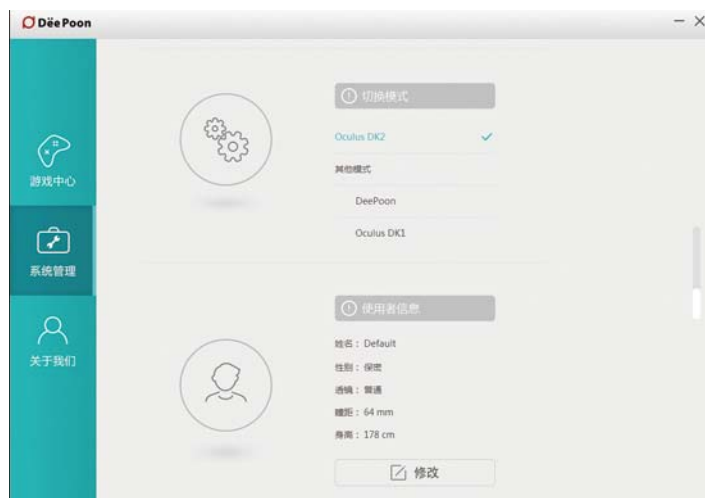 DëePoon
游戏中心
系统管理
关于我们
切换模式
Oculus DK2
其他模式
DeePoon
Oculus DK1
使用者信息
姓名：Default
性别：保密
透镜：普通
瞳距：64 mm
身高：178 cm
修改